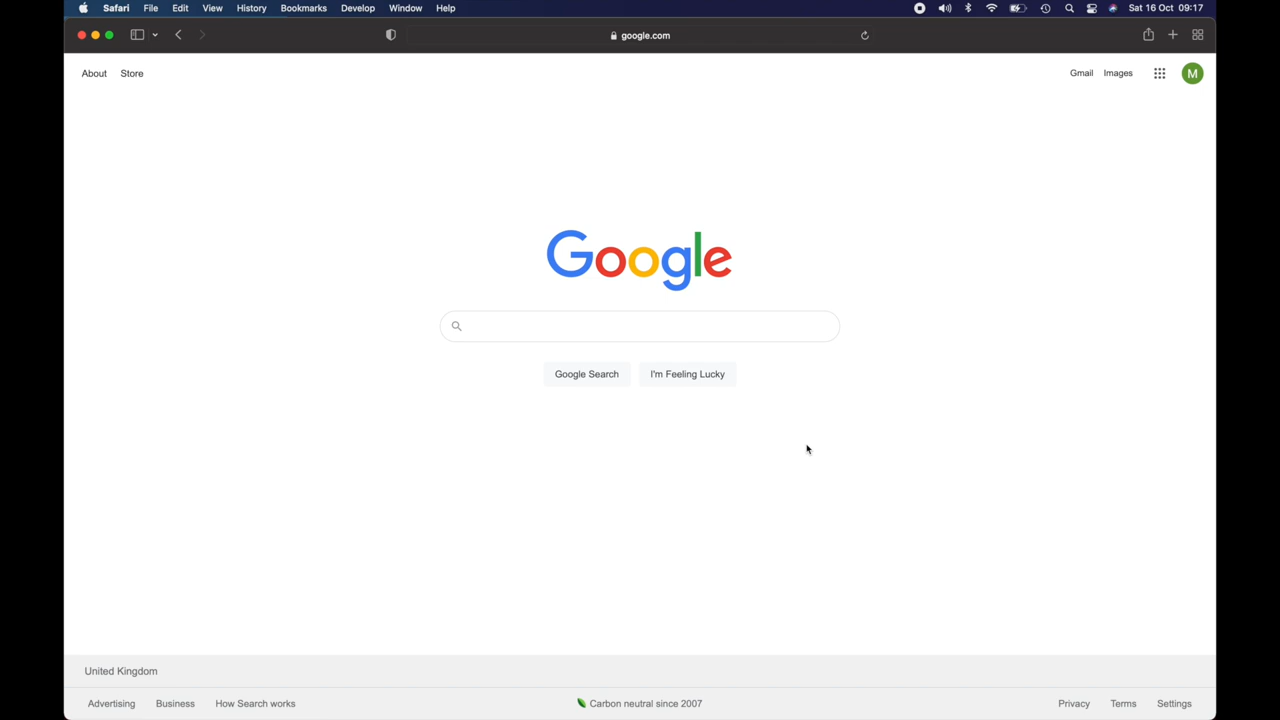 Safari File Edit View History Bookmarks Develop Window Help Sat 16 Oct 09:17
google.com
About Store Gmail Images M
Google
Google Search I'm Feeling Lucky
United Kingdom
Advertising Business How Search works Carbon neutral since 2007 Privacy Terms Settings